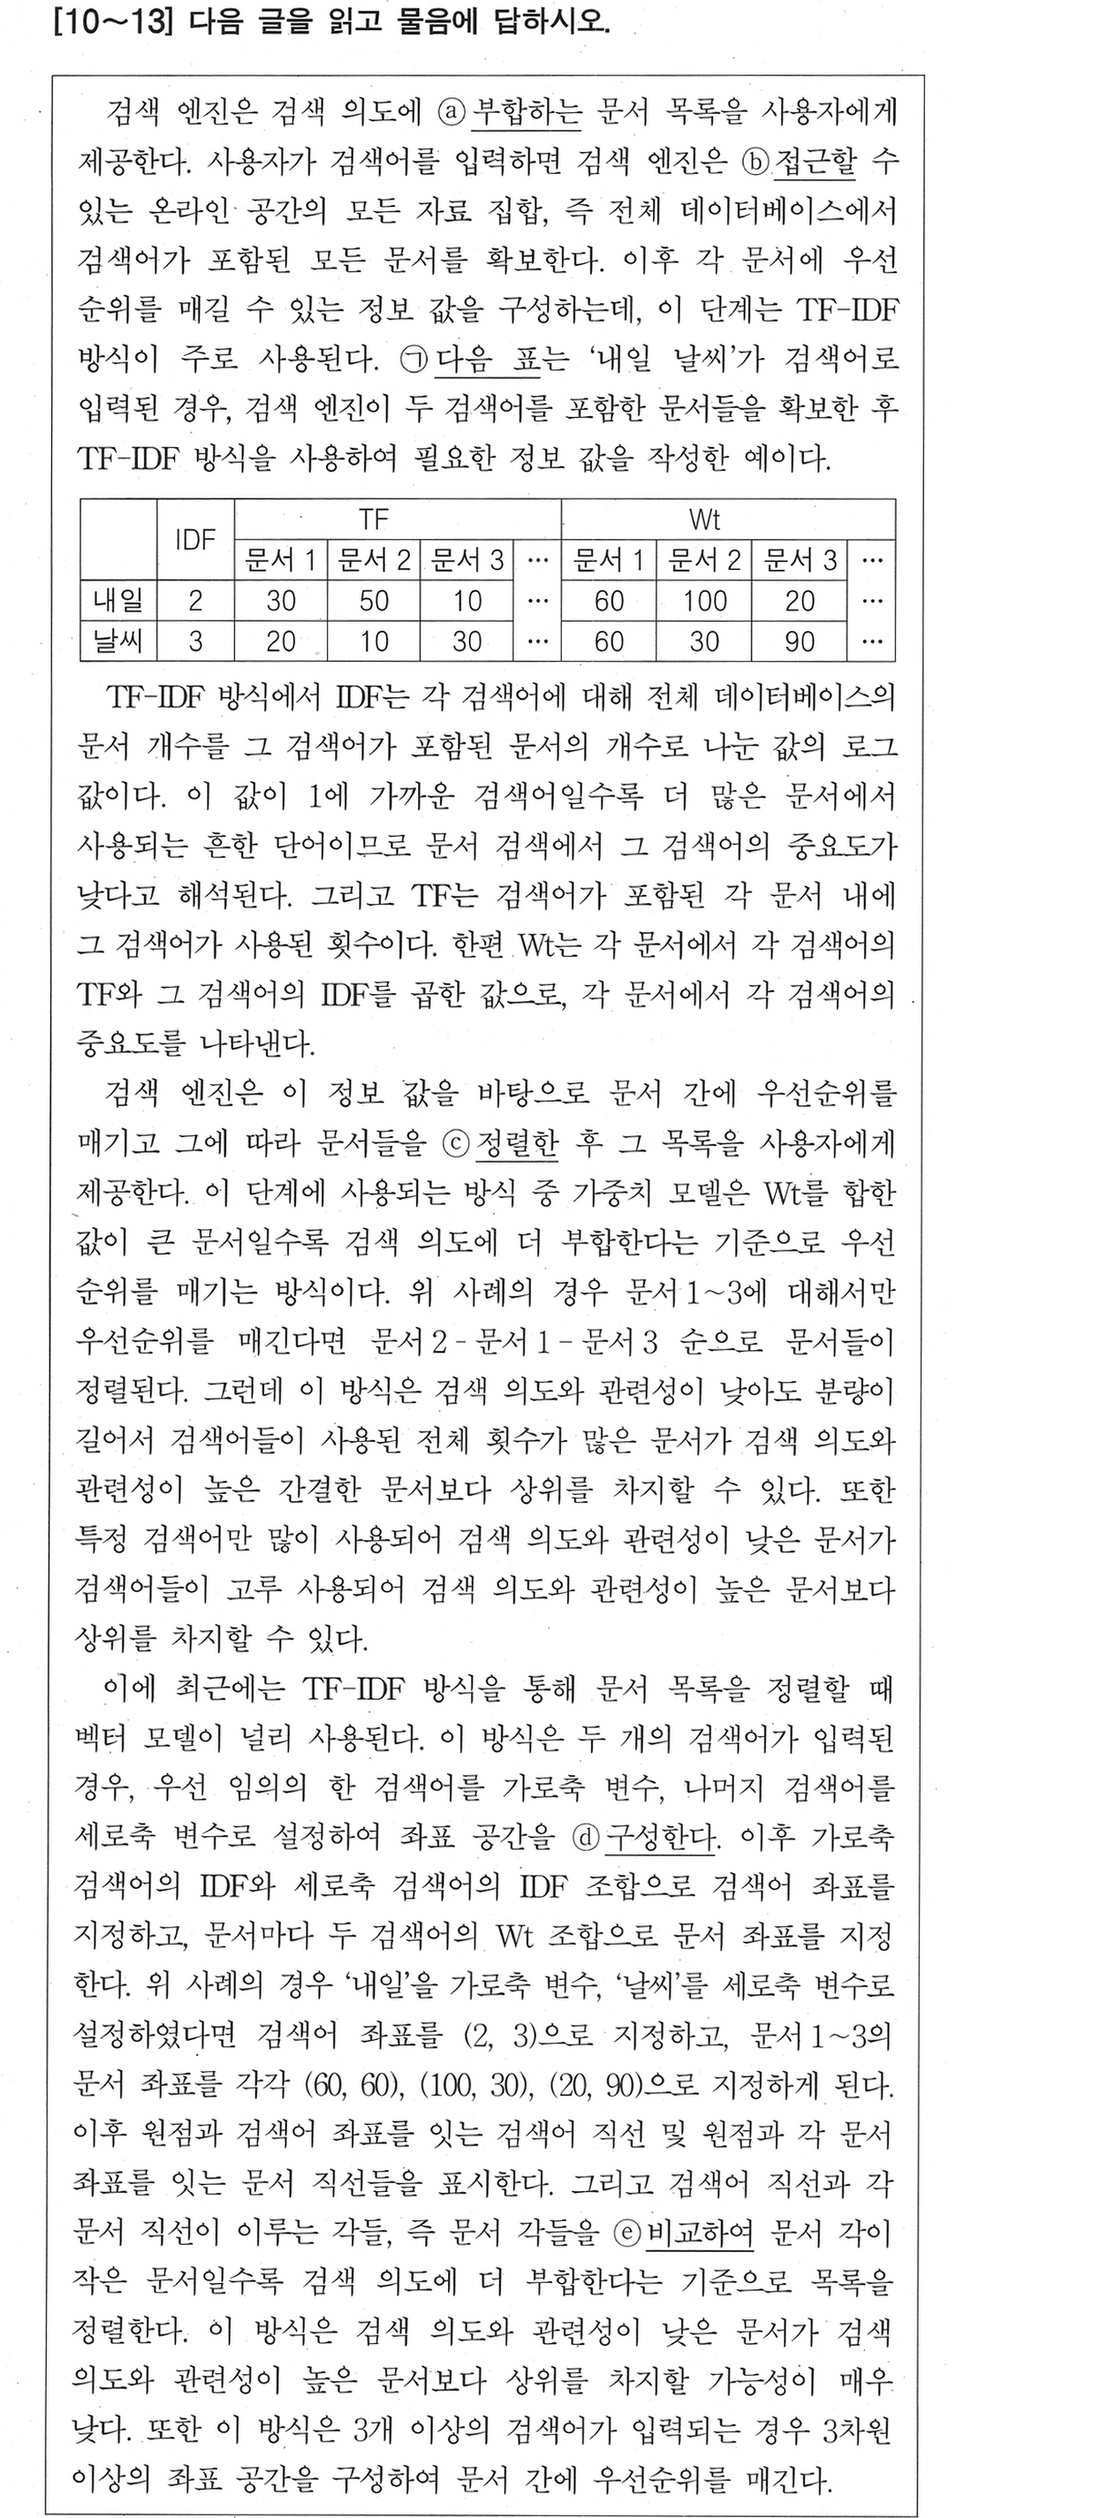 [10~13] 다음 글을 읽고 물음에 답하시오.
검색 엔진은 검색 의도에 ⓐ부합하는 문서 목록을 사용자에게
제공한다. 사용자가 검색어를 입력하면 검색 엔진은 ⓑ접근할 수
있는 온라인 공간의 모든 자료 집합, 즉 전체 데이터베이스에서
검색어가 포함된 모든 문서를 확보한다. 이후 각 문서에 우선
순위를 매길 수 있는 정보 값을 구성하는데, 이 단계는 TF-IDF
방식이 주로 사용된다. ㉠다음 표는 ‘내일 날씨’가 검색어로
입력된 경우, 검색 엔진이 두 검색어를 포함한 문서들을 확보한 후
TF-IDF 방식을 사용하여 필요한 정보 값을 작성한 예이다.
IDF TF Wt
문서 1 문서 2 문서 3 … 문서 1 문서 2 문서 3 …
내일 2 30 50 10 … 60 100 20 …
날씨 3 20 10 30 … 60 30 90 …
TF-IDF 방식에서 IDF는 각 검색어에 대해 전체 데이터베이스의
문서 개수를 그 검색어가 포함된 문서의 개수로 나눈 값의 로그
값이다. 이 값이 1에 가까운 검색어일수록 더 많은 문서에서
사용되는 흔한 단어이므로 문서 검색에서 그 검색어의 중요도가
낮다고 해석된다. 그리고 TF는 검색어가 포함된 각 문서 내에
그 검색어가 사용된 횟수이다. 한편 Wt는 각 문서에서 각 검색어의
TF와 그 검색어의 IDF를 곱한 값으로, 각 문서에서 각 검색어의
중요도를 나타낸다.
검색 엔진은 이 정보 값을 바탕으로 문서 간에 우선순위를
매기고 그에 따라 문서들을 ⓒ정렬한 후 그 목록을 사용자에게
제공한다. 이 단계에 사용되는 방식 중 가중치 모델은 Wt를 합한
값이 큰 문서일수록 검색 의도에 더 부합한다는 기준으로 우선
순위를 매기는 방식이다. 위 사례의 경우 문서 1~3에 대해서만
우선순위를 매긴다면 문서 2 - 문서 1 - 문서 3 순으로 문서들이
정렬된다. 그런데 이 방식은 검색 의도와 관련성이 낮아도 분량이
길어서 검색어들이 사용된 전체 횟수가 많은 문서가 검색 의도와
관련성이 높은 간결한 문서보다 상위를 차지할 수 있다. 또한
특정 검색어만 많이 사용되어 검색 의도와 관련성이 낮은 문서가
검색어들이 고루 사용되어 검색 의도와 관련성이 높은 문서보다
상위를 차지할 수 있다.
이에 최근에는 TF-IDF 방식을 통해 문서 목록을 정렬할 때
벡터 모델이 널리 사용된다. 이 방식은 두 개의 검색어가 입력된
경우, 우선 임의의 한 검색어를 가로축 변수, 나머지 검색어를
세로축 변수로 설정하여 좌표 공간을 ⓓ구성한다. 이후 가로축
검색어의 IDF와 세로축 검색어의 IDF 조합으로 검색어 좌표를
지정하고, 문서마다 두 검색어의 Wt 조합으로 문서 좌표를 지정
한다. 위 사례의 경우 ‘내일’을 가로축 변수, ‘날씨’를 세로축 변수로
설정하였다면 검색어 좌표를 (2, 3)으로 지정하고, 문서 1~3의
문서 좌표를 각각 (60, 60), (100, 30), (20, 90)으로 지정하게 된다.
이후 원점과 검색어 좌표를 잇는 검색어 직선 및 원점과 각 문서
좌표를 잇는 문서 직선들을 표시한다. 그리고 검색어 직선과 각
문서 직선이 이루는 각들, 즉 문서 각들을 ⓔ비교하여 문서 각이
작은 문서일수록 검색 의도에 더 부합한다는 기준으로 목록을
정렬한다. 이 방식은 검색 의도와 관련성이 낮은 문서가 검색
의도와 관련성이 높은 문서보다 상위를 차지할 가능성이 매우
낮다. 또한 이 방식은 3개 이상의 검색어가 입력되는 경우 3차원
이상의 좌표 공간을 구성하여 문서 간에 우선순위를 매긴다.